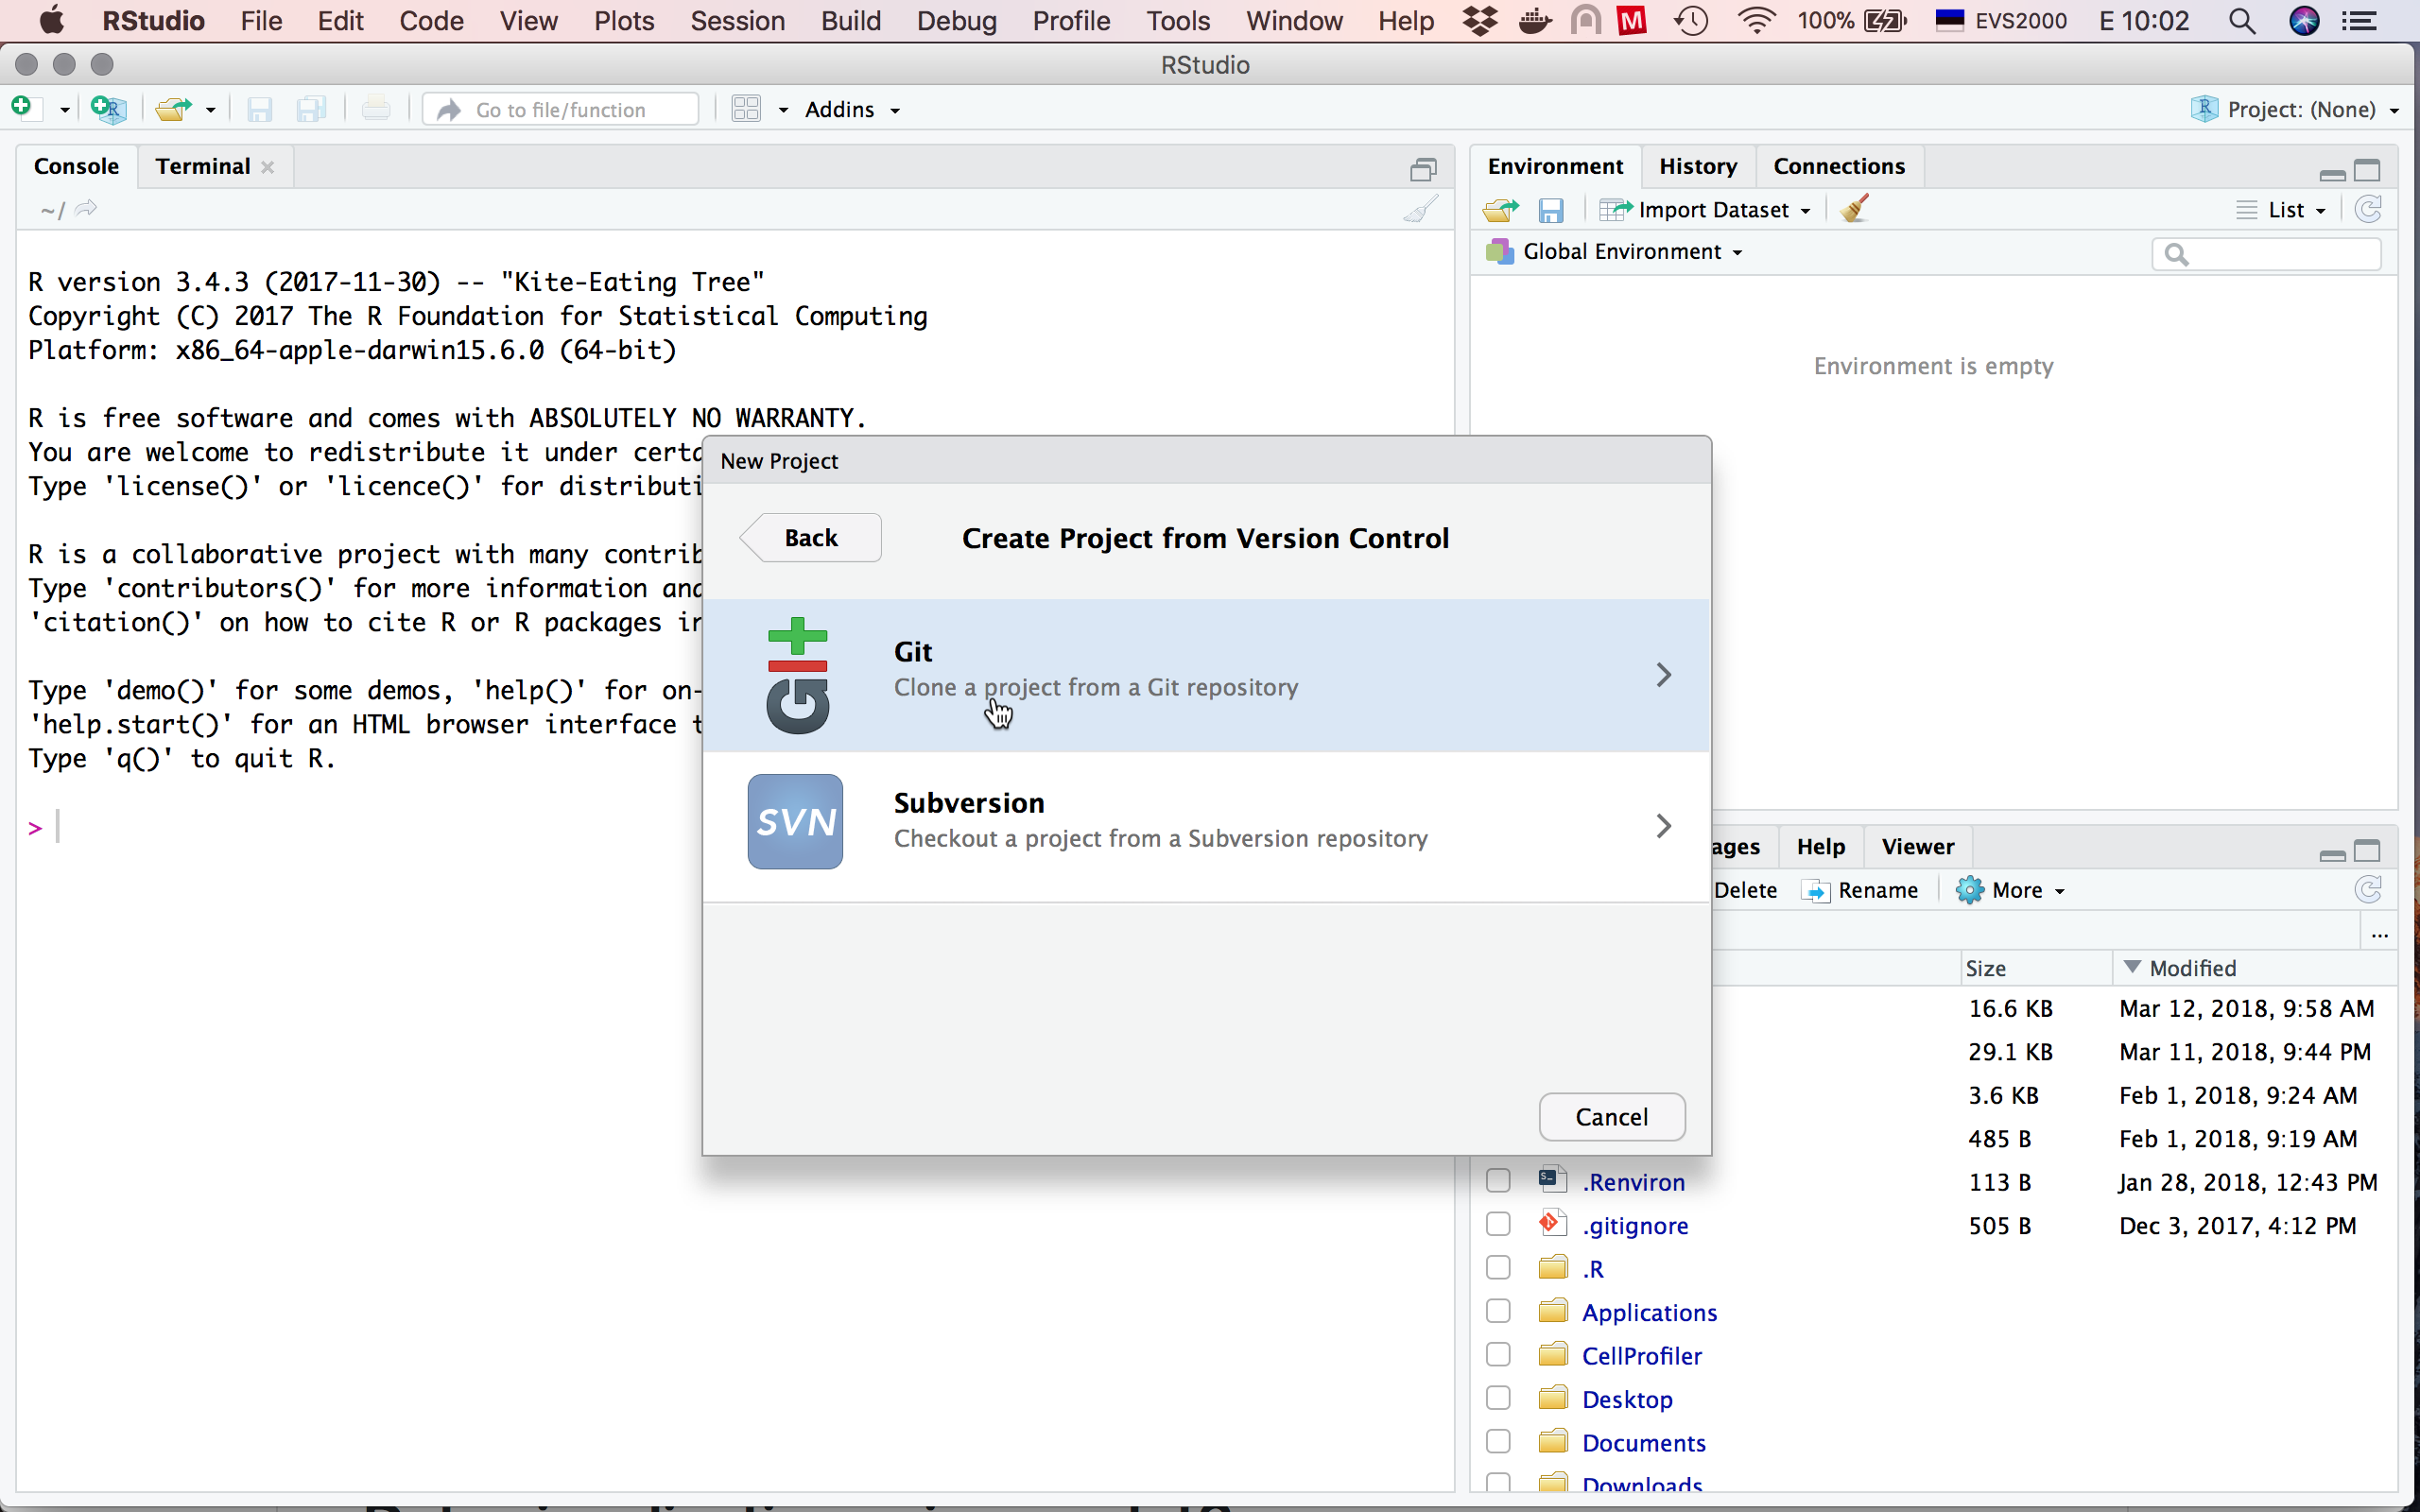 RStudio File Edit Code View Plots Session Build Debug Profile Tools Window Help M 100% EVS2000 E 10:02
RStudio
Go to file/function Addins Project: (None)
Console Terminal
~/
R version 3.4.3 (2017-11-30) -- "Kite-Eating Tree"
Copyright (C) 2017 The R Foundation for Statistical Computing
Platform: x86_64-apple-darwin15.6.0 (64-bit)
R is free software and comes with ABSOLUTELY NO WARRANTY.
You are welcome to redistribute it under certa
Type 'license()' or 'licence()' for distributi
R is a collaborative project with many contrib
Type 'contributors()' for more information and
'citation()' on how to cite R or R packages in
Type 'demo()' for some demos, 'help()' for on-
'help.start()' for an HTML browser interface t
Type 'q()' to quit R.
>
Environment History Connections
Import Dataset List
Global Environment
Environment is empty
New Project
Back Create Project from Version Control
Git
Clone a project from a Git repository
SVN
Subversion
Checkout a project from a Subversion repository
Cancel
ages Help Viewer
Delete Rename More
...
Size Modified
16.6 KB Mar 12, 2018, 9:58 AM
29.1 KB Mar 11, 2018, 9:44 PM
3.6 KB Feb 1, 2018, 9:24 AM
485 B Feb 1, 2018, 9:19 AM
.Renviron 113 B Jan 28, 2018, 12:43 PM
.gitignore 505 B Dec 3, 2017, 4:12 PM
.R
Applications
CellProfiler
Desktop
Documents
Downloads